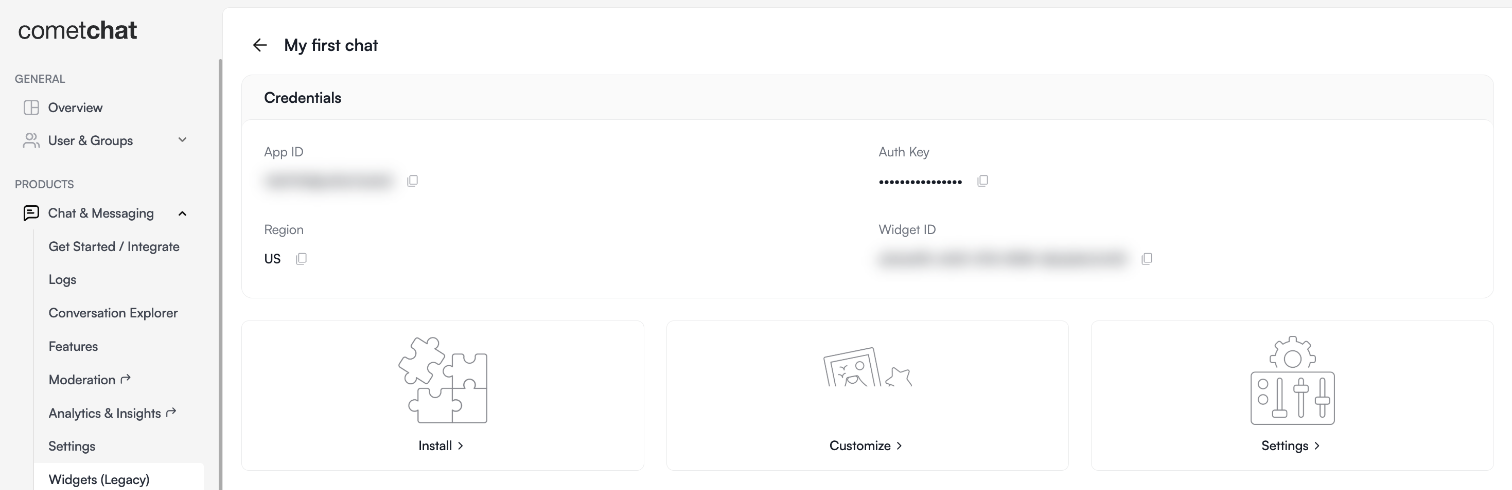 cometchat
GENERAL
Overview
User & Groups
PRODUCTS
Chat & Messaging
Get Started / Integrate
Logs
Conversation Explorer
Features
Moderation
Analytics & Insights
Settings
Widgets (Legacy)
My first chat
Credentials
App ID
Auth Key
••••••••••••••••
Region
Widget ID
US
Install
Customize
Settings